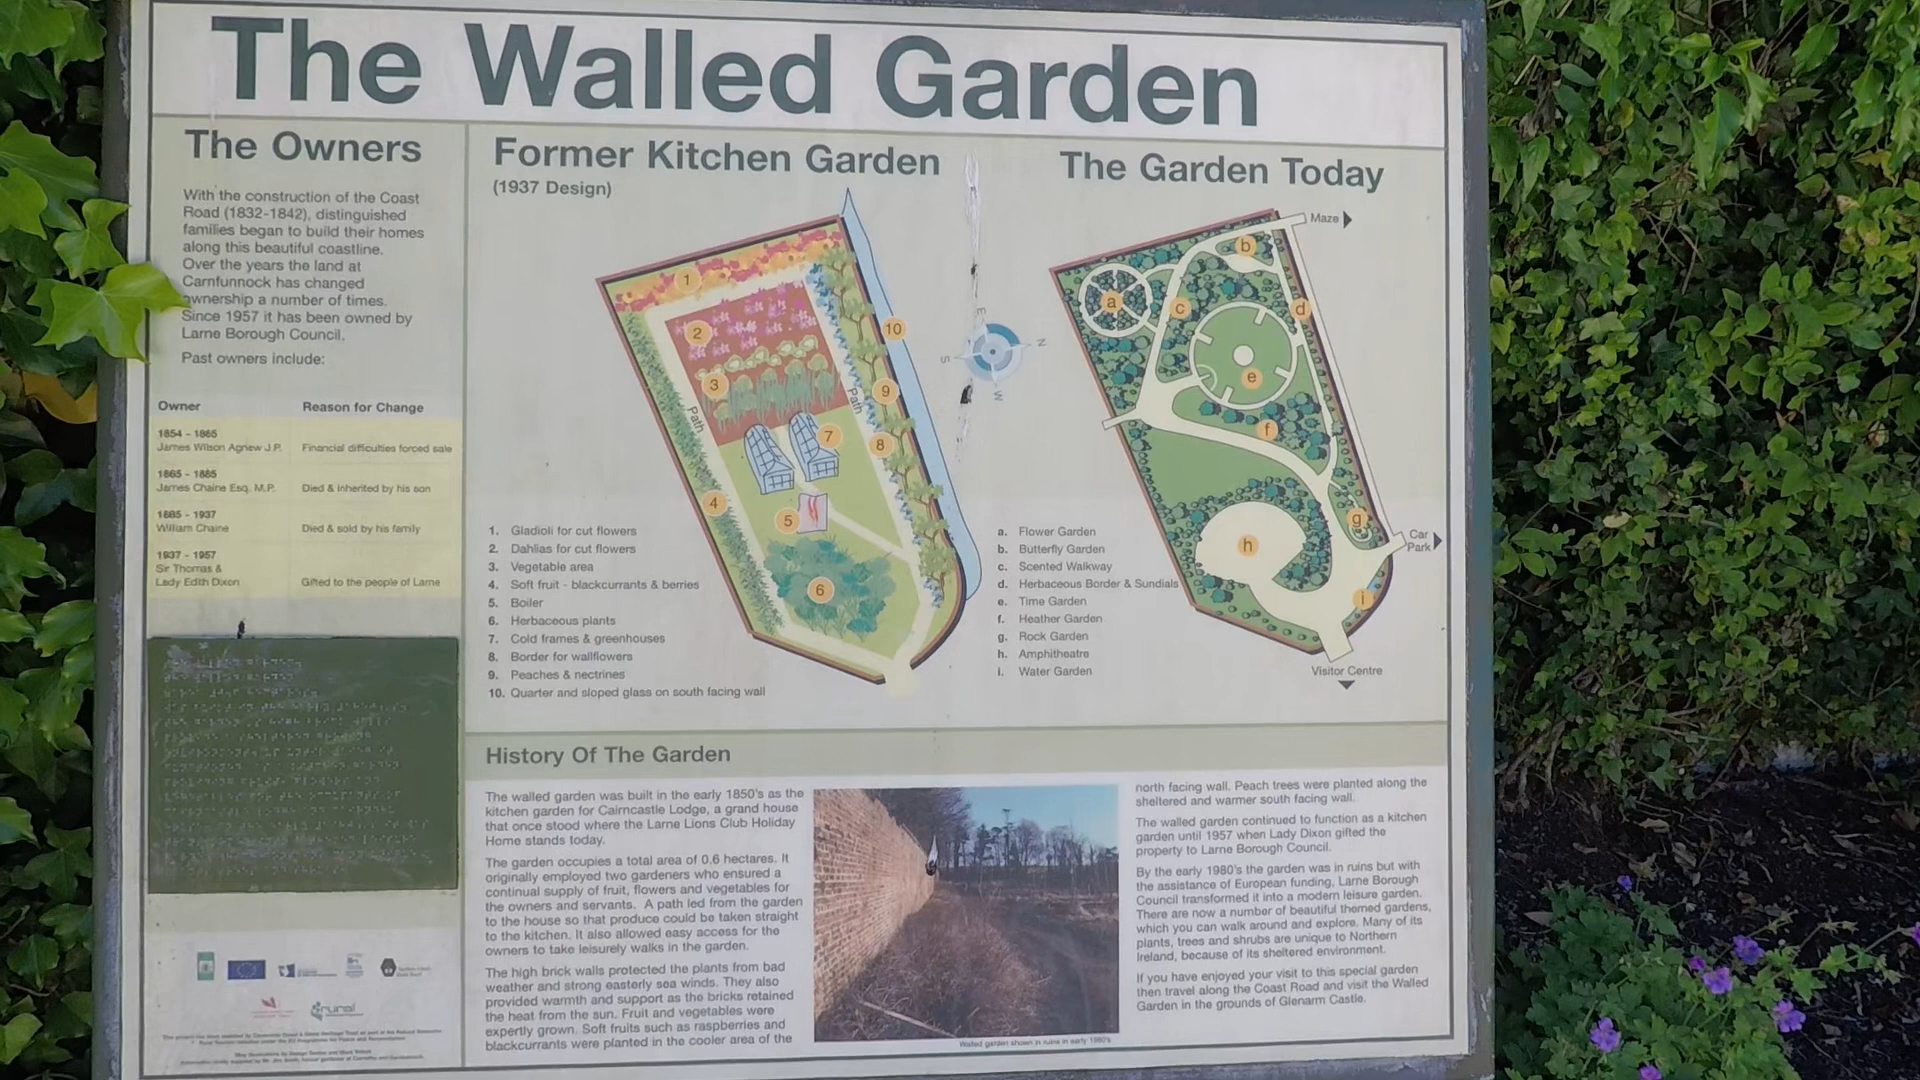 The Walled Garden
The Owners
With the construction of the Coast
Road (1832-1842), distinguished
families began to build their homes
along this beautiful coastline.
Over the years the land at
Carnfunnock has changed
ownership a number of times.
Since 1957 it has been owned by
Larne Borough Council.
Past owners include:
Owner Reason for Change
1854 - 1865
James Wilson Agnew J.P. Financial difficulties forced sale
1865 - 1885
James Chaine Esq. M.P. Died & inherited by his son
1885 - 1937
William Chaine Died & sold by his family
1937 - 1957
Sir Thomas &
Lady Edith Dixon Gifted to the people of Larne
Former Kitchen Garden
(1937 Design)
1
2
3
4
5
6
7
8
9
10
Path
Path
1. Gladioli for cut flowers
2. Dahlias for cut flowers
3. Vegetable area
4. Soft fruit - blackcurrants & berries
5. Boiler
6. Herbaceous plants
7. Cold frames & greenhouses
8. Border for wallflowers
9. Peaches & nectrines
10. Quarter and sloped glass on south facing wall
E
N
S
W
The Garden Today
Maze
a
b
c
d
e
f
g
h
i
Car
Park
Visitor Centre
a. Flower Garden
b. Butterfly Garden
c. Scented Walkway
d. Herbaceous Border & Sundials
e. Time Garden
f. Heather Garden
g. Rock Garden
h. Amphitheatre
i. Water Garden
History Of The Garden
The walled garden was built in the early 1850's as the
kitchen garden for Cairncastle Lodge, a grand house
that once stood where the Larne Lions Club Holiday
Home stands today.
The garden occupies a total area of 0.6 hectares. It
originally employed two gardeners who ensured a
continual supply of fruit, flowers and vegetables for
the owners and servants. A path led from the garden
to the house so that produce could be taken straight
to the kitchen. It also allowed easy access for the
owners to take leisurely walks in the garden.
The high brick walls protected the plants from bad
weather and strong easterly sea winds. They also
provided warmth and support as the bricks retained
the heat from the sun. Fruit and vegetables were
expertly grown. Soft fruits such as raspberries and
blackcurrants were planted in the cooler area of the
Walled garden shown in ruins in early 1980's
north facing wall. Peach trees were planted along the
sheltered and warmer south facing wall.
The walled garden continued to function as a kitchen
garden until 1957 when Lady Dixon gifted the
property to Larne Borough Council.
By the early 1980's the garden was in ruins but with
the assistance of European funding, Larne Borough
Council transformed it into a modern leisure garden.
There are now a number of beautiful themed gardens,
which you can walk around and explore. Many of its
plants, trees and shrubs are unique to Northern
Ireland, because of its sheltered environment.
If you have enjoyed your visit to this special garden
then travel along the Coast Road and visit the Walled
Garden in the grounds of Glenarm Castle.
rural